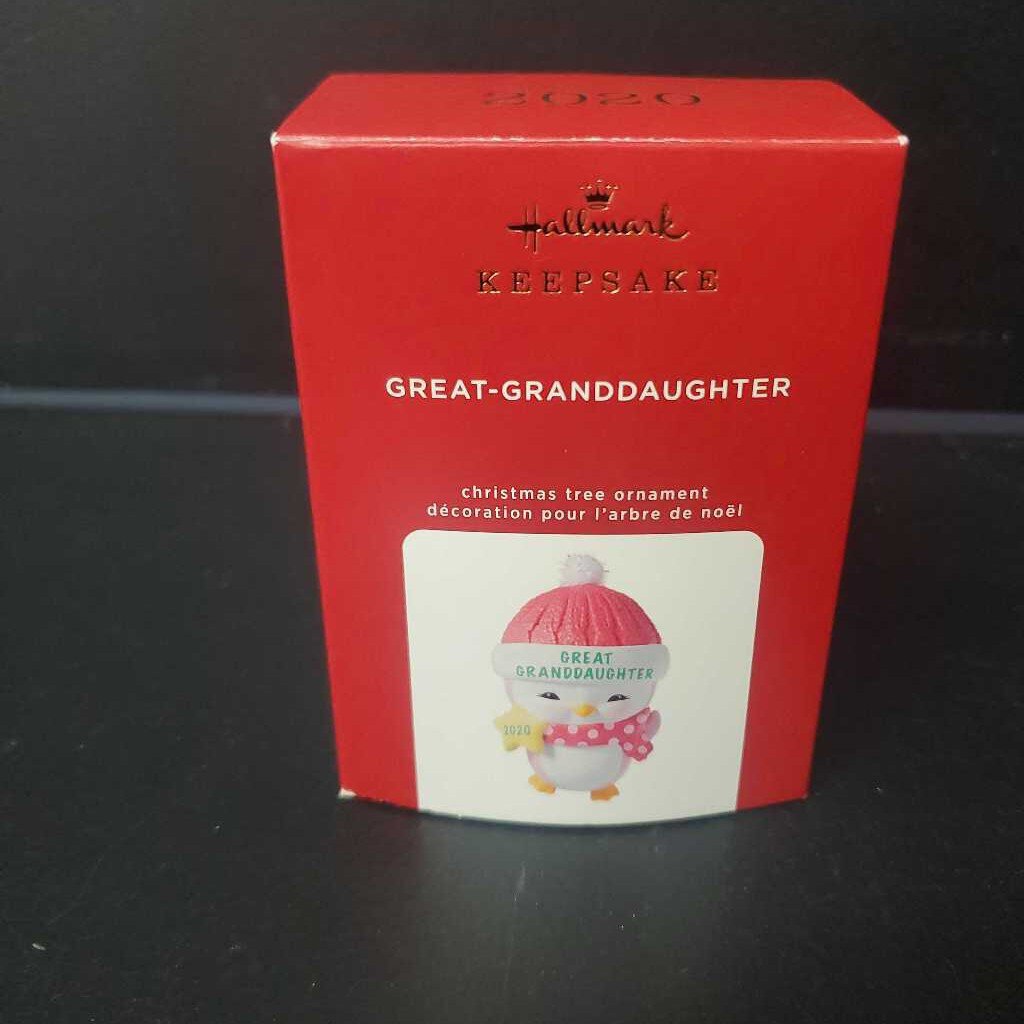 2020
Hallmark
KEEPSAKE
GREAT-GRANDDAUGHTER
christmas tree ornament
décoration pour l'arbre de noël
GREAT
GRANDDAUGHTER
2020